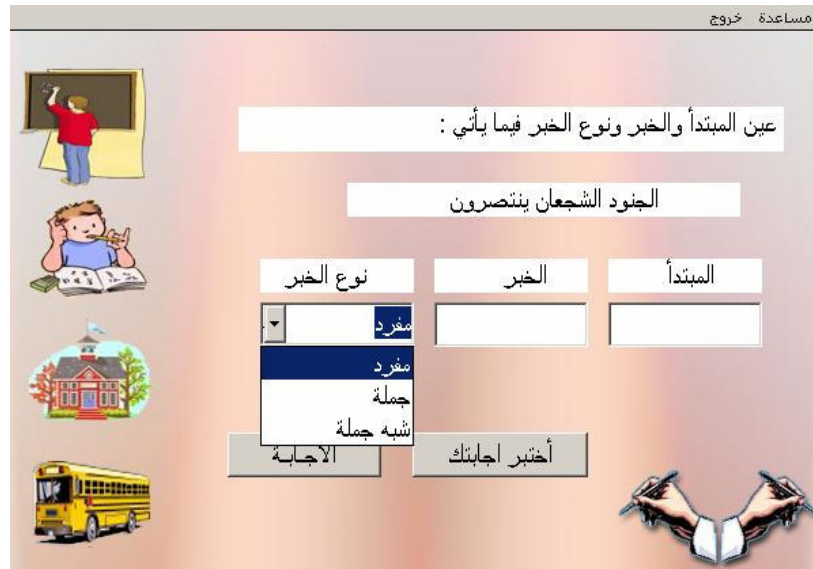 مساعدة خروج
عين المبتدأ والخبر ونوع الخبر فيما يأتي :
الجنود الشجعان ينتصرون
المبتدأ الخبر نوع الخبر
مفرد
مفرد
جملة
شبه جملة
أختبر اجابتك الاجابة